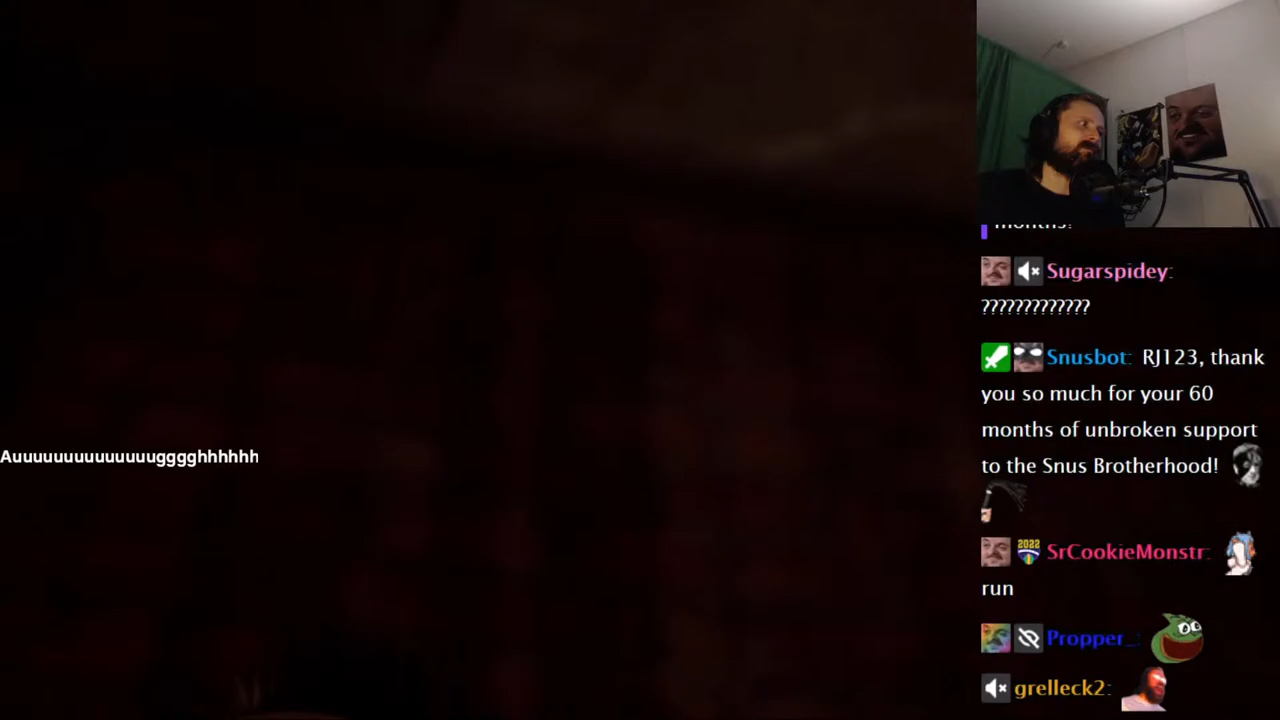 months!
Sugarspidey:
?????????????
Snusbot: RJ123, thank
you so much for your 60
months of unbroken support
to the Snus Brotherhood!
Auuuuuuuuuuuuuugggghhhhhh
2022 SrCookieMonstr:
run
Propper_:
grelleck2: